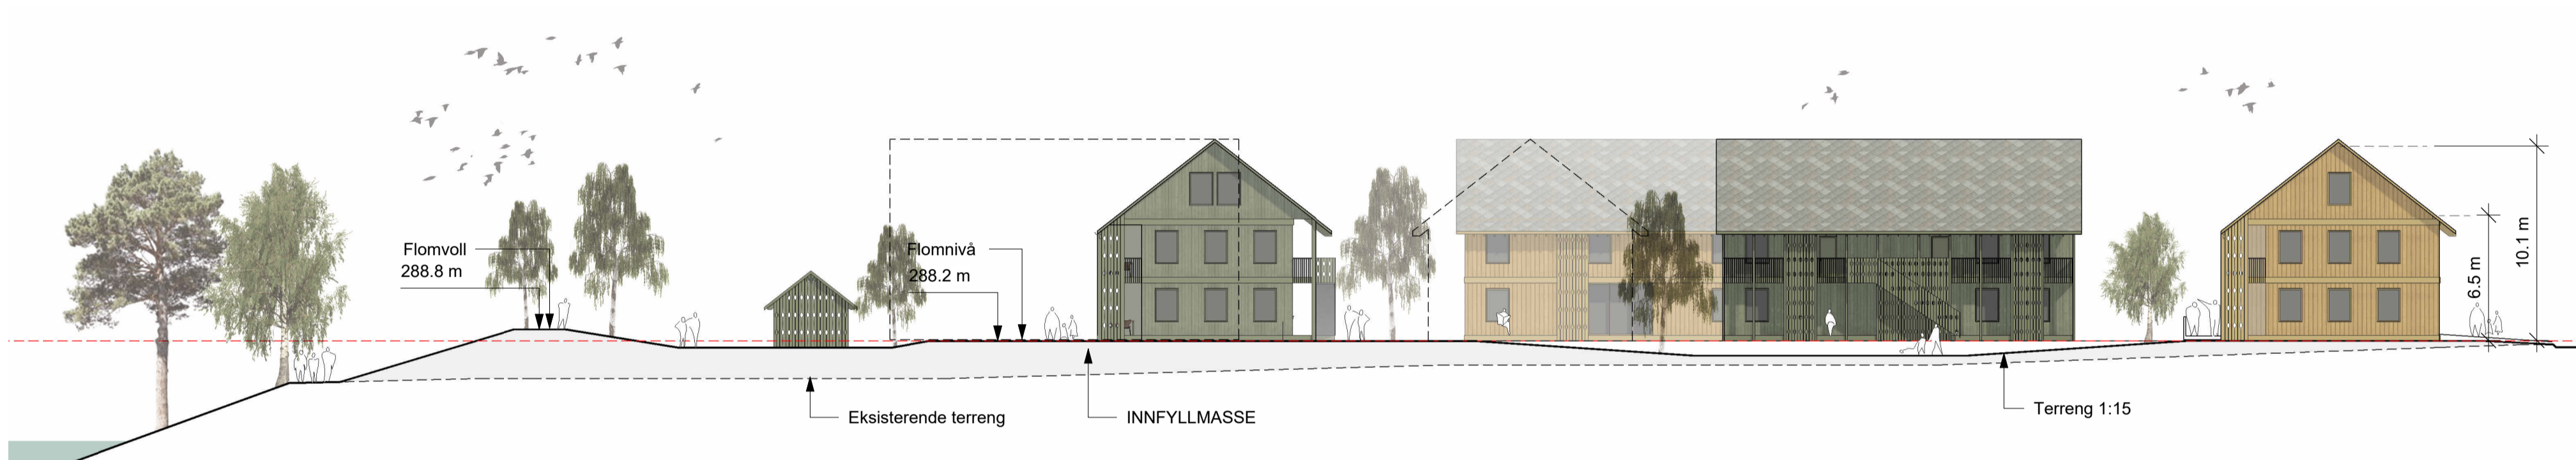 Flomvoll
288.8 m
Flomnivå
288.2 m
10.1 m
6.5 m
Eksisterende terreng
INNFYLLMASSE
Terreng 1:15